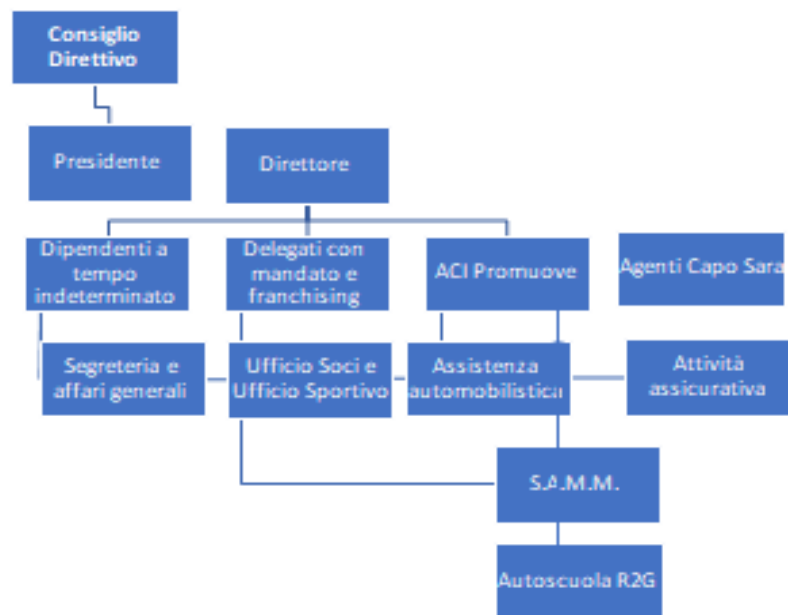 Consiglio
Direttivo
Presidente
Direttore
Dipendenti a
tempo
indeterminato
Delegati con
mandato e
franchising
ACI Promuove
Agenti Capo Sara
Segreteria e
affari generali
Ufficio Soci e
Ufficio Sportivo
Assistenza
automobilistica
Attività
assicurativa
S.A.M.M.
Autoscuola R2G